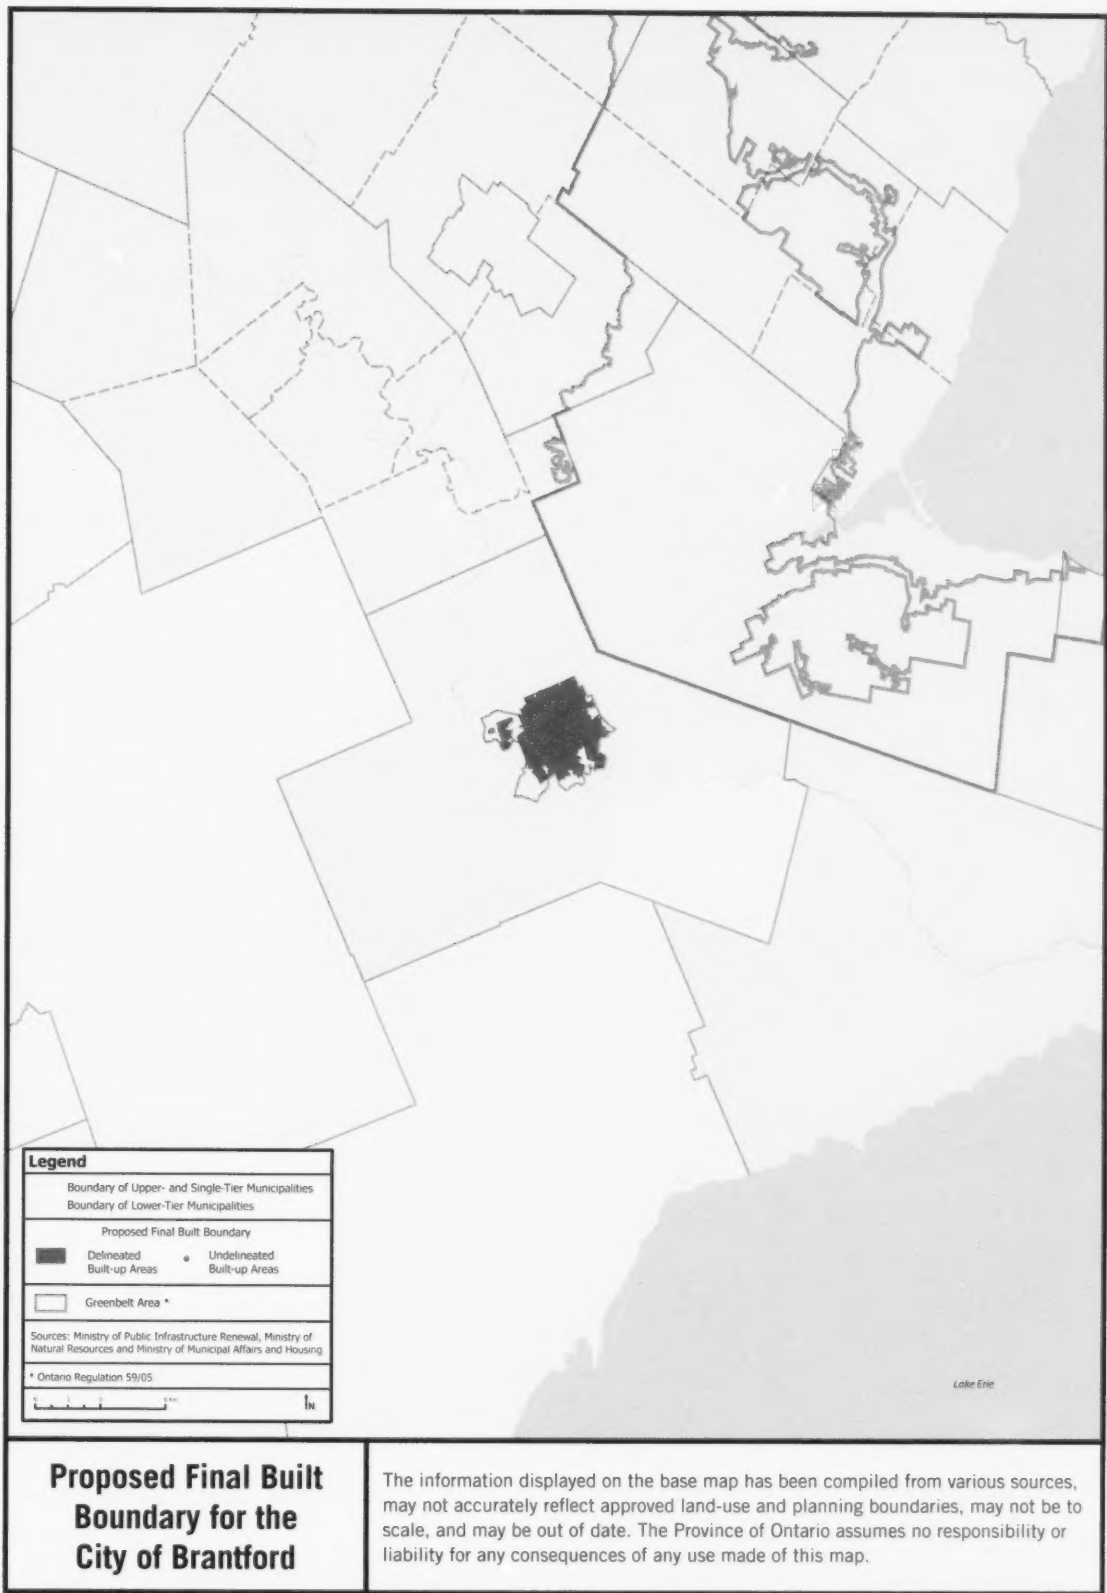 Legend
Boundary of Upper- and Single-Tier Municipalities
Boundary of Lower-Tier Municipalities
Proposed Final Built Boundary
Delineated
Built-up Areas
Undelineated
Built-up Areas
Greenbelt Area *
Sources: Ministry of Public Infrastructure Renewal, Ministry of
Natural Resources and Ministry of Municipal Affairs and Housing
* Ontario Regulation 59/05
N
Lake Erie
Proposed Final Built
Boundary for the
City of Brantford
The information displayed on the base map has been compiled from various sources,
may not accurately reflect approved land-use and planning boundaries, may not be to
scale, and may be out of date. The Province of Ontario assumes no responsibility or
liability for any consequences of any use made of this map.